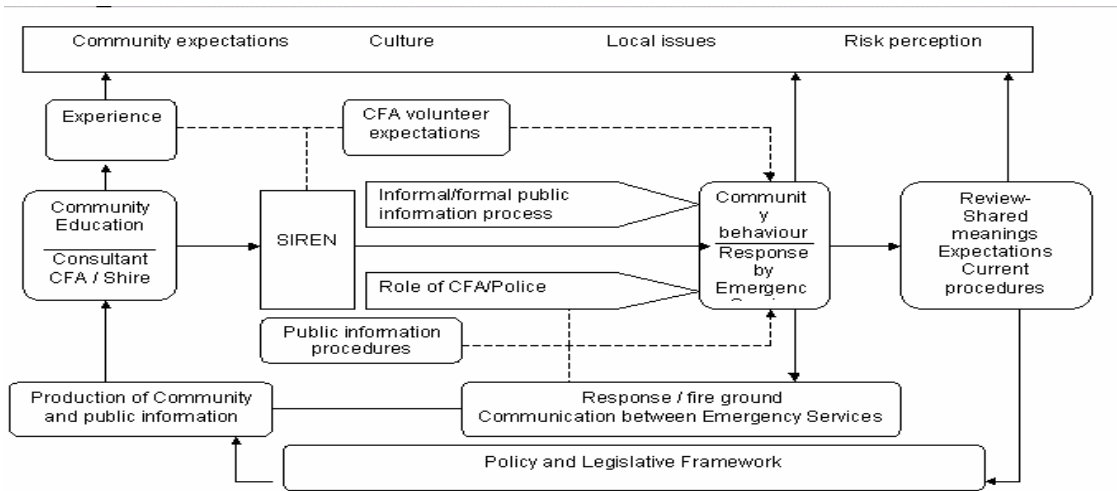 Community expectations Culture Local issues Risk perception
Experience
CFA volunteer
expectations
Community
Education
Consultant
CFA / Shire
SIREN
Informal/formal public
information process
Role of CFA/Police
Public information
procedures
Communit
y
behaviour
Response
by
Emergenc
Review-
Shared
meanings
Expectations
Current
procedures
Production of Community
and public information
Response / fire ground
Communication between Emergency Services
Policy and Legislative Framework